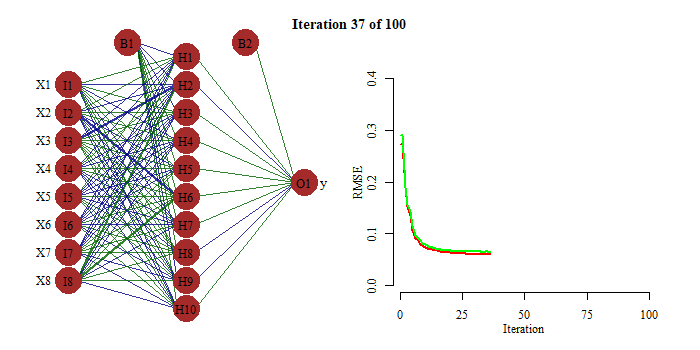 Iteration 37 of 100
B1 B2
H1
X1 I1 H2
X2 I2 H3
X3 I3 H4
X4 I4 H5
X5 I5 H6 O1 y
X6 I6 H7
X7 I7 H8
X8 I8 H9
H10
RMSE
0.4
0.3
0.2
0.1
0.0
0 25 50 75 100
Iteration